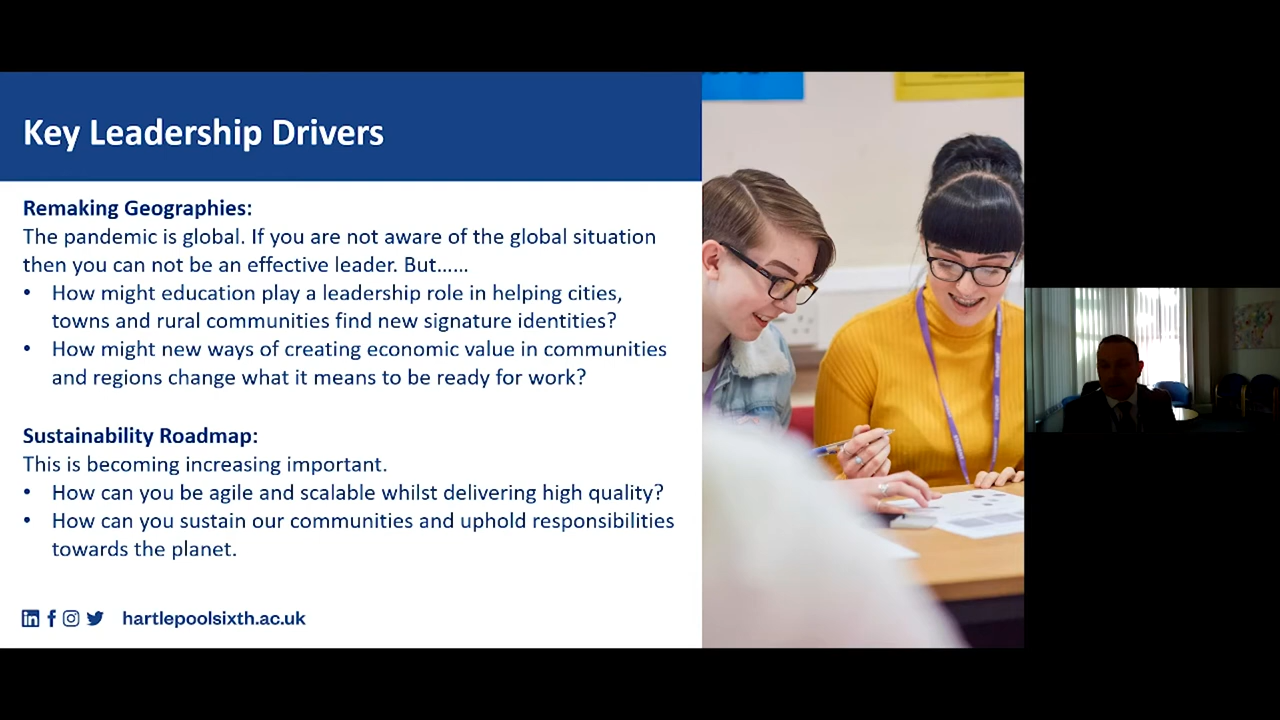 Key Leadership Drivers
Remaking Geographies:
The pandemic is global. If you are not aware of the global situation
then you can not be an effective leader. But......
• How might education play a leadership role in helping cities,
towns and rural communities find new signature identities?
• How might new ways of creating economic value in communities
and regions change what it means to be ready for work?
Sustainability Roadmap:
This is becoming increasing important.
• How can you be agile and scalable whilst delivering high quality?
• How can you sustain our communities and uphold responsibilities
towards the planet.
hartlepoolsixth.ac.uk